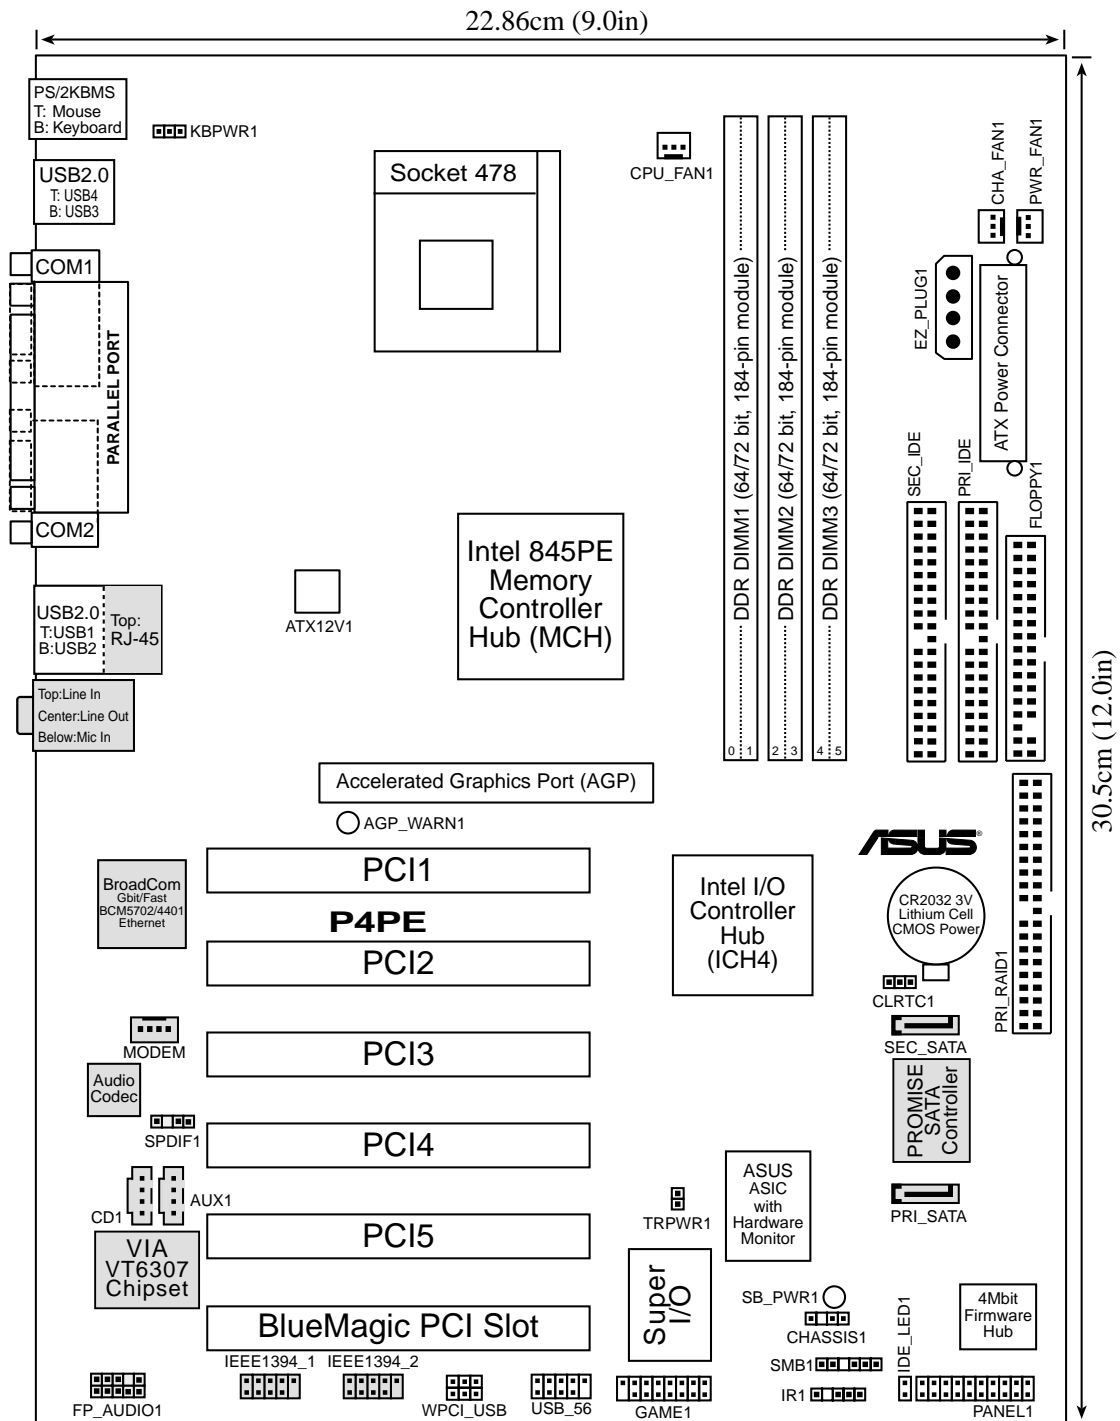 22.86cm (9.0in)
PS/2KBMS
T: Mouse
B: Keyboard
KBPWR1
USB2.0
T: USB4
B: USB3
Socket 478
CPU_FAN1
CHA_FAN1
PWR_FAN1
COM1
PARALLEL PORT
COM2
EZ_PLUG1
ATX Power Connector
DDR DIMM1 (64/72 bit, 184-pin module)
DDR DIMM2 (64/72 bit, 184-pin module)
DDR DIMM3 (64/72 bit, 184-pin module)
0 1
2 3
4 5
SEC_IDE
PRI_IDE
FLOPPY1
Intel 845PE
Memory
Controller
Hub (MCH)
ATX12V1
USB2.0
T:USB1
B:USB2
Top:
RJ-45
Top:Line In
Center:Line Out
Below:Mic In
30.5cm (12.0in)
Accelerated Graphics Port (AGP)
AGP_WARN1
PCI1
BroadCom
Gbit/Fast
BCM5702/4401
Ethernet
P4PE
PCI2
Intel I/O
Controller
Hub
(ICH4)
ASUS®
CR2032 3V
Lithium Cell
CMOS Power
CLRTC1
PRI_RAID1
SEC_SATA
MODEM
PCI3
Audio
Codec
PROMISE
SATA
Controller
SPDIF1
PCI4
ASUS
ASIC
with
Hardware
Monitor
CD1
AUX1
TRPWR1
PRI_SATA
PCI5
VIA
VT6307
Chipset
Super
I/O
SB_PWR1
CHASSIS1
4Mbit
Firmware
Hub
BlueMagic PCI Slot
IDE_LED1
IEEE1394_1
IEEE1394_2
SMB1
IR1
FP_AUDIO1
WPCI_USB
USB_56
GAME1
PANEL1